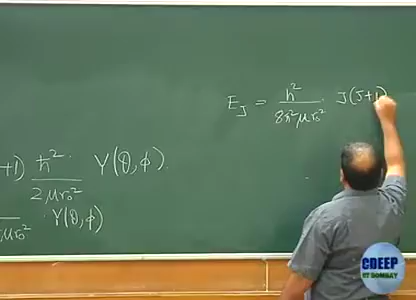 E_J = h²/8π²μr₀² · J(J+1)
+1) ħ²/2μr₀² · Y(θ,φ).
μr₀² Y(θ,φ)
CDEEP
IIT BOMBAY